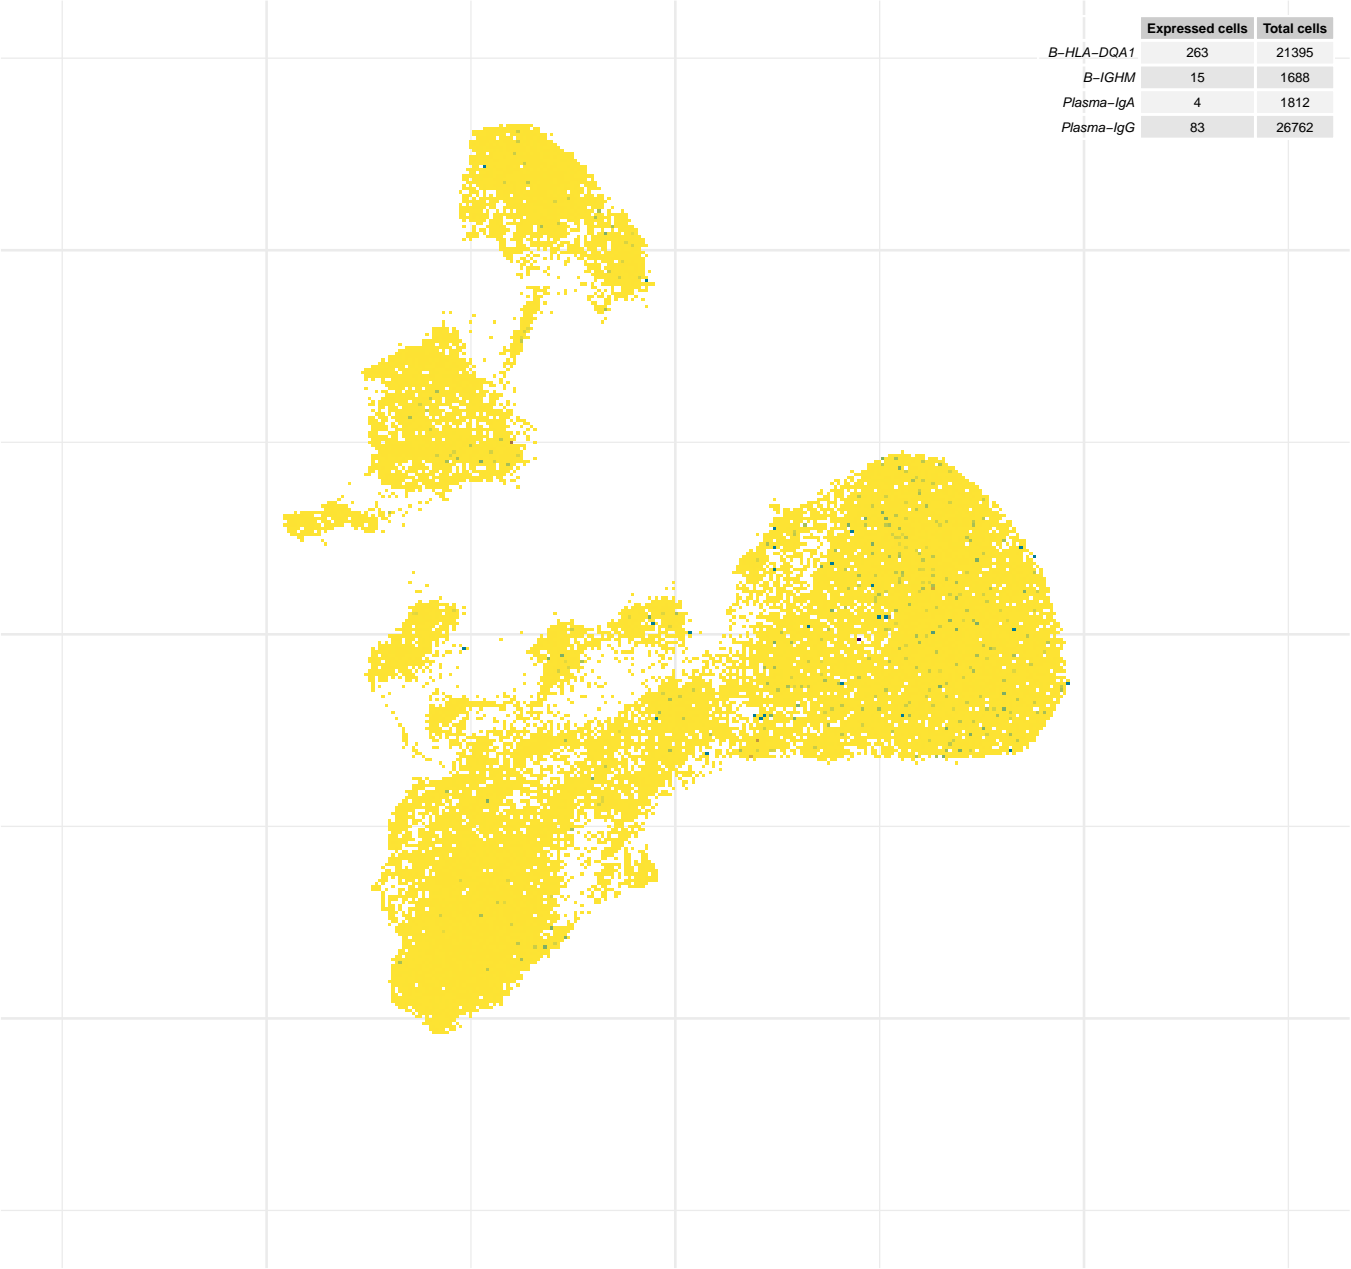 Expressed cells Total cells
B−HLA−DQA1 263 21395
B−IGHM 15 1688
Plasma−IgA 4 1812
Plasma−IgG 83 26762